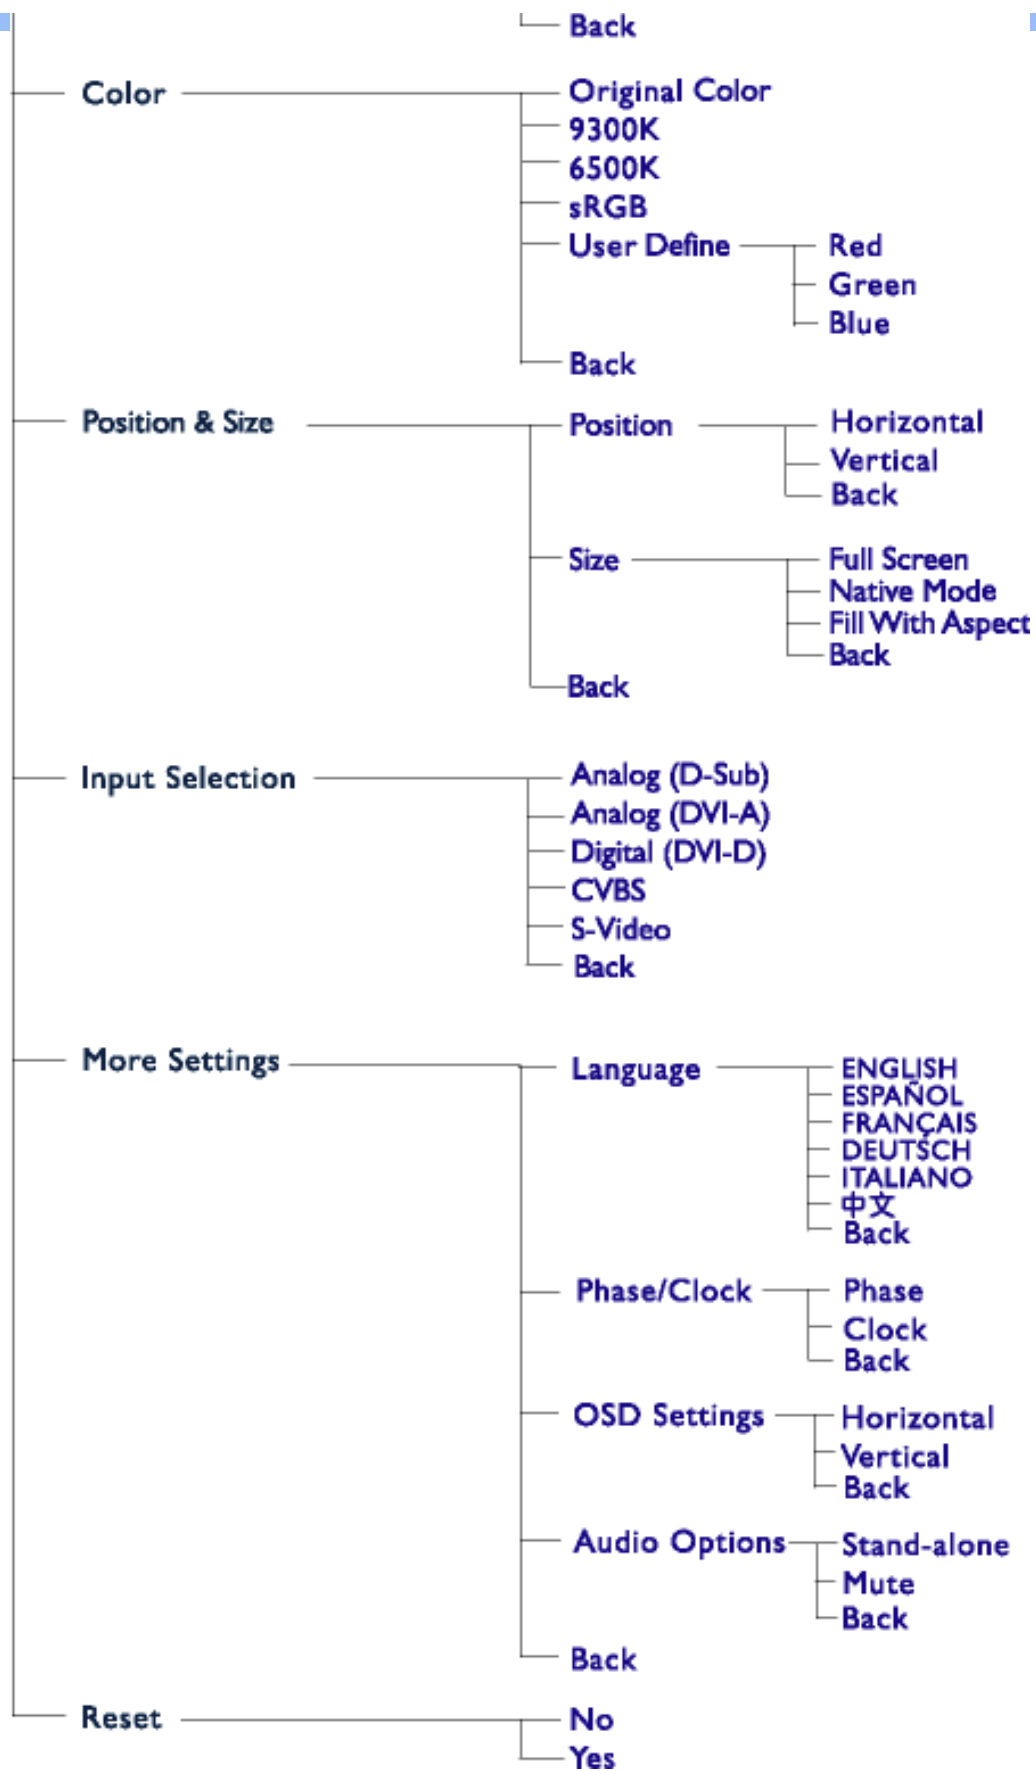 Back
Color Original Color
9300K
6500K
sRGB
User Define Red
Green
Blue
Back
Position & Size Position Horizontal
Vertical
Back
Size Full Screen
Native Mode
Fill With Aspect
Back
Back
Input Selection Analog (D-Sub)
Analog (DVI-A)
Digital (DVI-D)
CVBS
S-Video
Back
More Settings Language ENGLISH
ESPAÑOL
FRANÇAIS
DEUTSCH
ITALIANO
中文
Back
Phase/Clock Phase
Clock
Back
OSD Settings Horizontal
Vertical
Back
Audio Options Stand-alone
Mute
Back
Back
Reset No
Yes